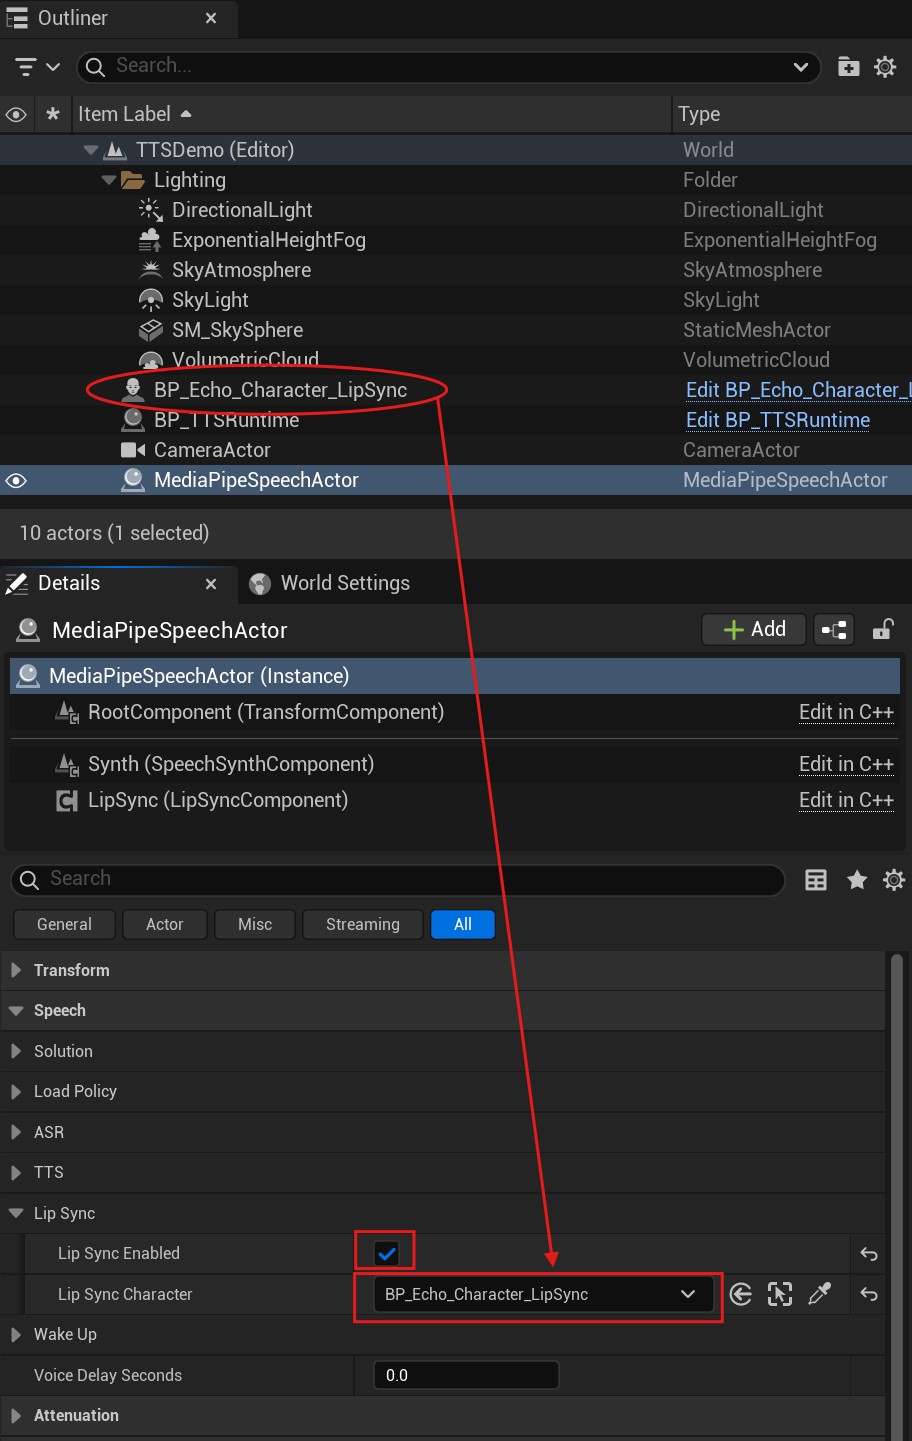 Outliner
Search...
Item Label Type
TTSDemo (Editor) World
Lighting Folder
DirectionalLight DirectionalLight
ExponentialHeightFog ExponentialHeightFog
SkyAtmosphere SkyAtmosphere
SkyLight SkyLight
SM_SkySphere StaticMeshActor
VolumetricCloud VolumetricCloud
BP_Echo_Character_LipSync Edit BP_Echo_Character_L
BP_TTSRuntime Edit BP_TTSRuntime
CameraActor CameraActor
MediaPipeSpeechActor MediaPipeSpeechActor
10 actors (1 selected)
Details World Settings
MediaPipeSpeechActor Add
MediaPipeSpeechActor (Instance)
RootComponent (TransformComponent) Edit in C++
Synth (SpeechSynthComponent) Edit in C++
LipSync (LipSyncComponent) Edit in C++
Search
General Actor Misc Streaming All
Transform
Speech
Solution
Load Policy
ASR
TTS
Lip Sync
Lip Sync Enabled
Lip Sync Character BP_Echo_Character_LipSync
Wake Up
Voice Delay Seconds 0.0
Attenuation